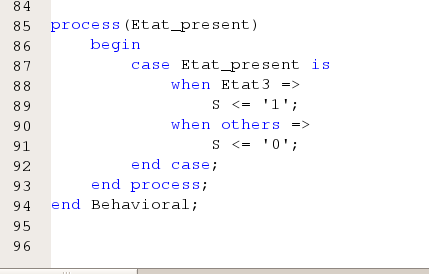 84
85 process(Etat_present)
86 begin
87 case Etat_present is
88 when Etat3 =>
89 S <= '1';
90 when others =>
91 S <= '0';
92 end case;
93 end process;
94 end Behavioral;
95
96